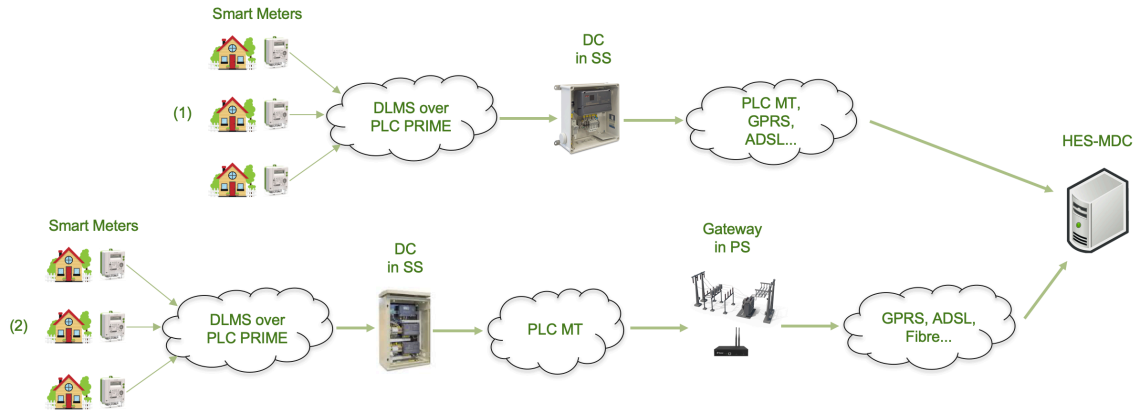 Smart Meters
DC
in SS
(1)
DLMS over
PLC PRIME
PLC MT,
GPRS,
ADSL...
HES-MDC
Smart Meters
DC
in SS
Gateway
in PS
(2)
DLMS over
PLC PRIME
PLC MT
GPRS, ADSL,
Fibre...